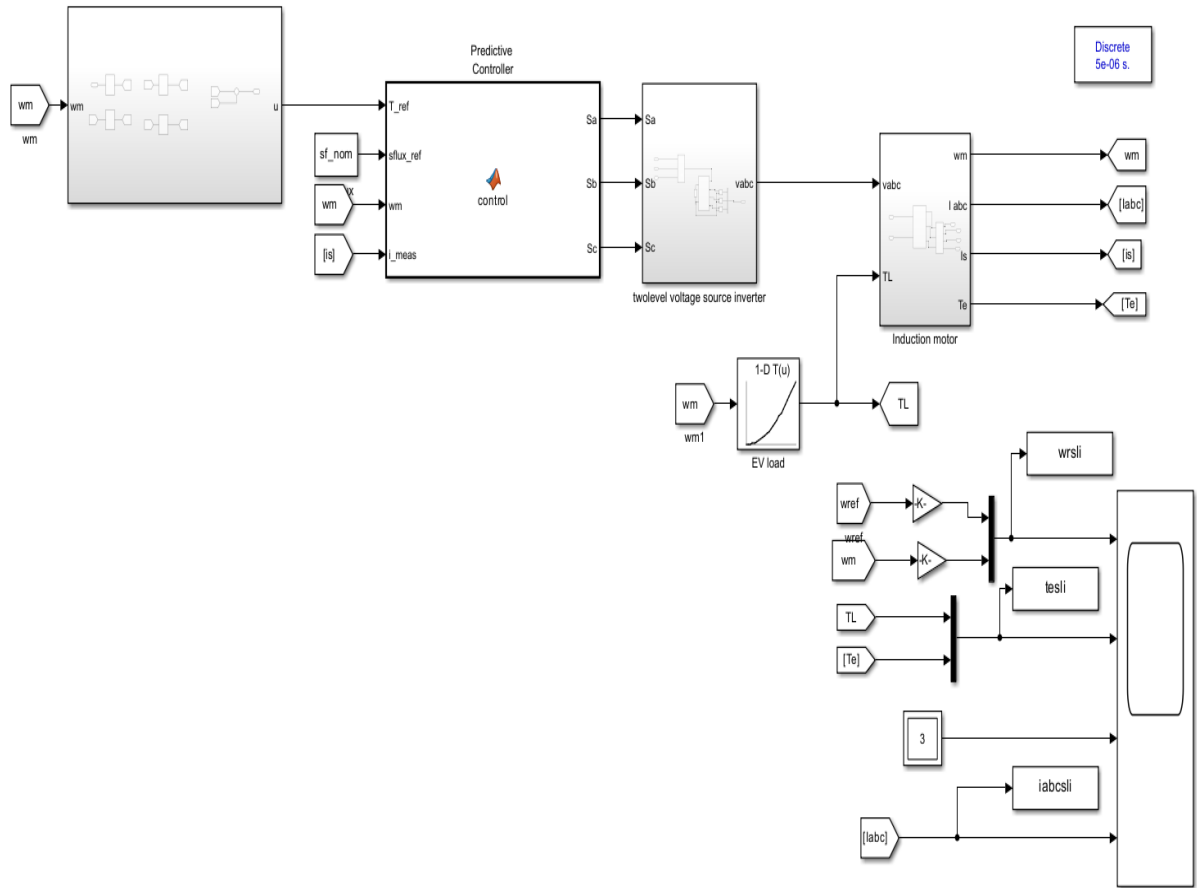 Discrete
5e-06 s.
Predictive
Controller
wm
wm
wm
u
T_ref
sf_nom
sflux_ref
wm
wm
[is]
i_meas
control
Sa
Sb
Sc
Sa
Sb
Sc
vabc
twolevel voltage source inverter
vabc
TL
wm
I abc
Is
Te
Induction motor
wm
[Iabc]
[is]
[Te]
wm
wm1
1-D T(u)
EV load
TL
wrsli
wref
-K-
wref
wm
-K-
tesli
TL
[Te]
3
iabcsli
[Iabc]